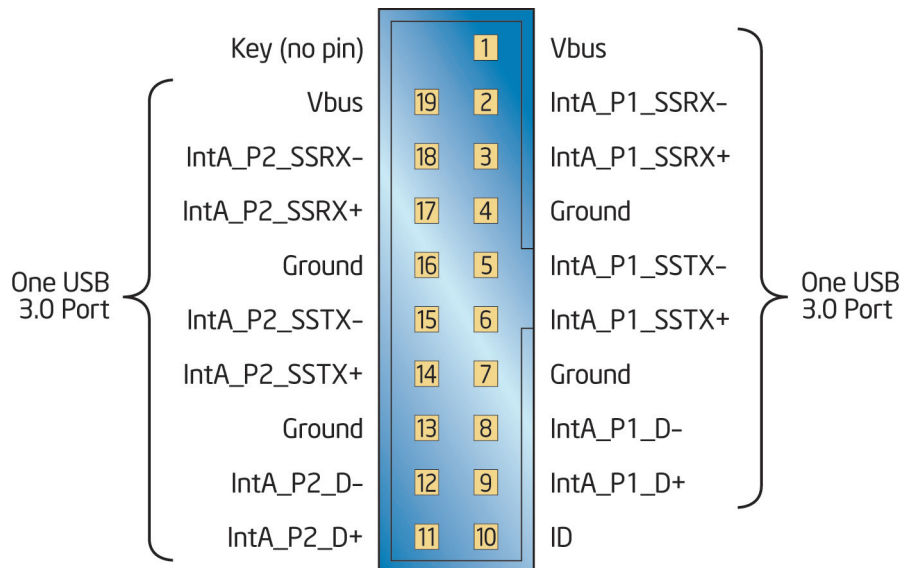 Key (no pin) 1 Vbus
Vbus 19 2 IntA_P1_SSRX-
IntA_P2_SSRX- 18 3 IntA_P1_SSRX+
IntA_P2_SSRX+ 17 4 Ground
Ground 16 5 IntA_P1_SSTX-
One USB
3.0 Port
One USB
3.0 Port
IntA_P2_SSTX- 15 6 IntA_P1_SSTX+
IntA_P2_SSTX+ 14 7 Ground
Ground 13 8 IntA_P1_D-
IntA_P2_D- 12 9 IntA_P1_D+
IntA_P2_D+ 11 10 ID